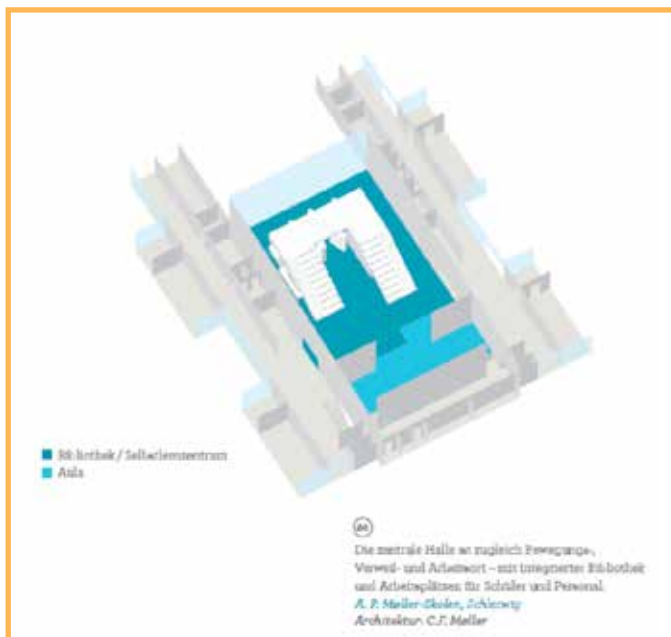 Bibliothek / Selbstlernzentrum
Aula
Die zentrale Halle ist zugleich Bewegungs-,
Verweil- und Arbeitsort – mit integrierter Bibliothek
und Arbeitsplätzen für Schüler und Personal
A. P. Møller-Skolen, Schleswig
Architektur: C.F. Møller